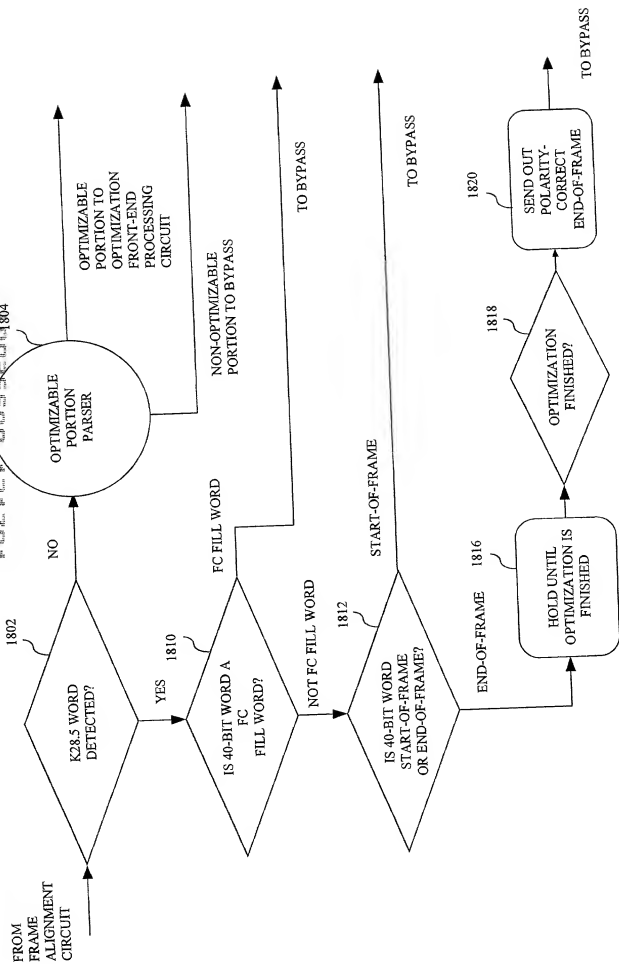 FROM
FRAME
ALIGNMENT
CIRCUIT
1802
K28.5 WORD
DETECTED?
NO
YES
1804
OPTIMIZABLE
PORTION
PARSER
OPTIMIZABLE
PORTION TO
OPTIMIZATION
FRONT-END
PROCESSING
CIRCUIT
NON-OPTIMIZABLE
PORTION TO BYPASS
1810
IS 40-BIT WORD A
FC
FILL WORD?
FC FILL WORD
TO BYPASS
NOT FC FILL WORD
1812
IS 40-BIT WORD
START-OF-FRAME
OR END-OF-FRAME?
START-OF-FRAME
TO BYPASS
END-OF-FRAME
1816
HOLD UNTIL
OPTIMIZATION IS
FINISHED
1818
OPTIMIZATION
FINISHED?
1820
SEND OUT
POLARITY-
CORRECT
END-OF-FRAME
TO BYPASS